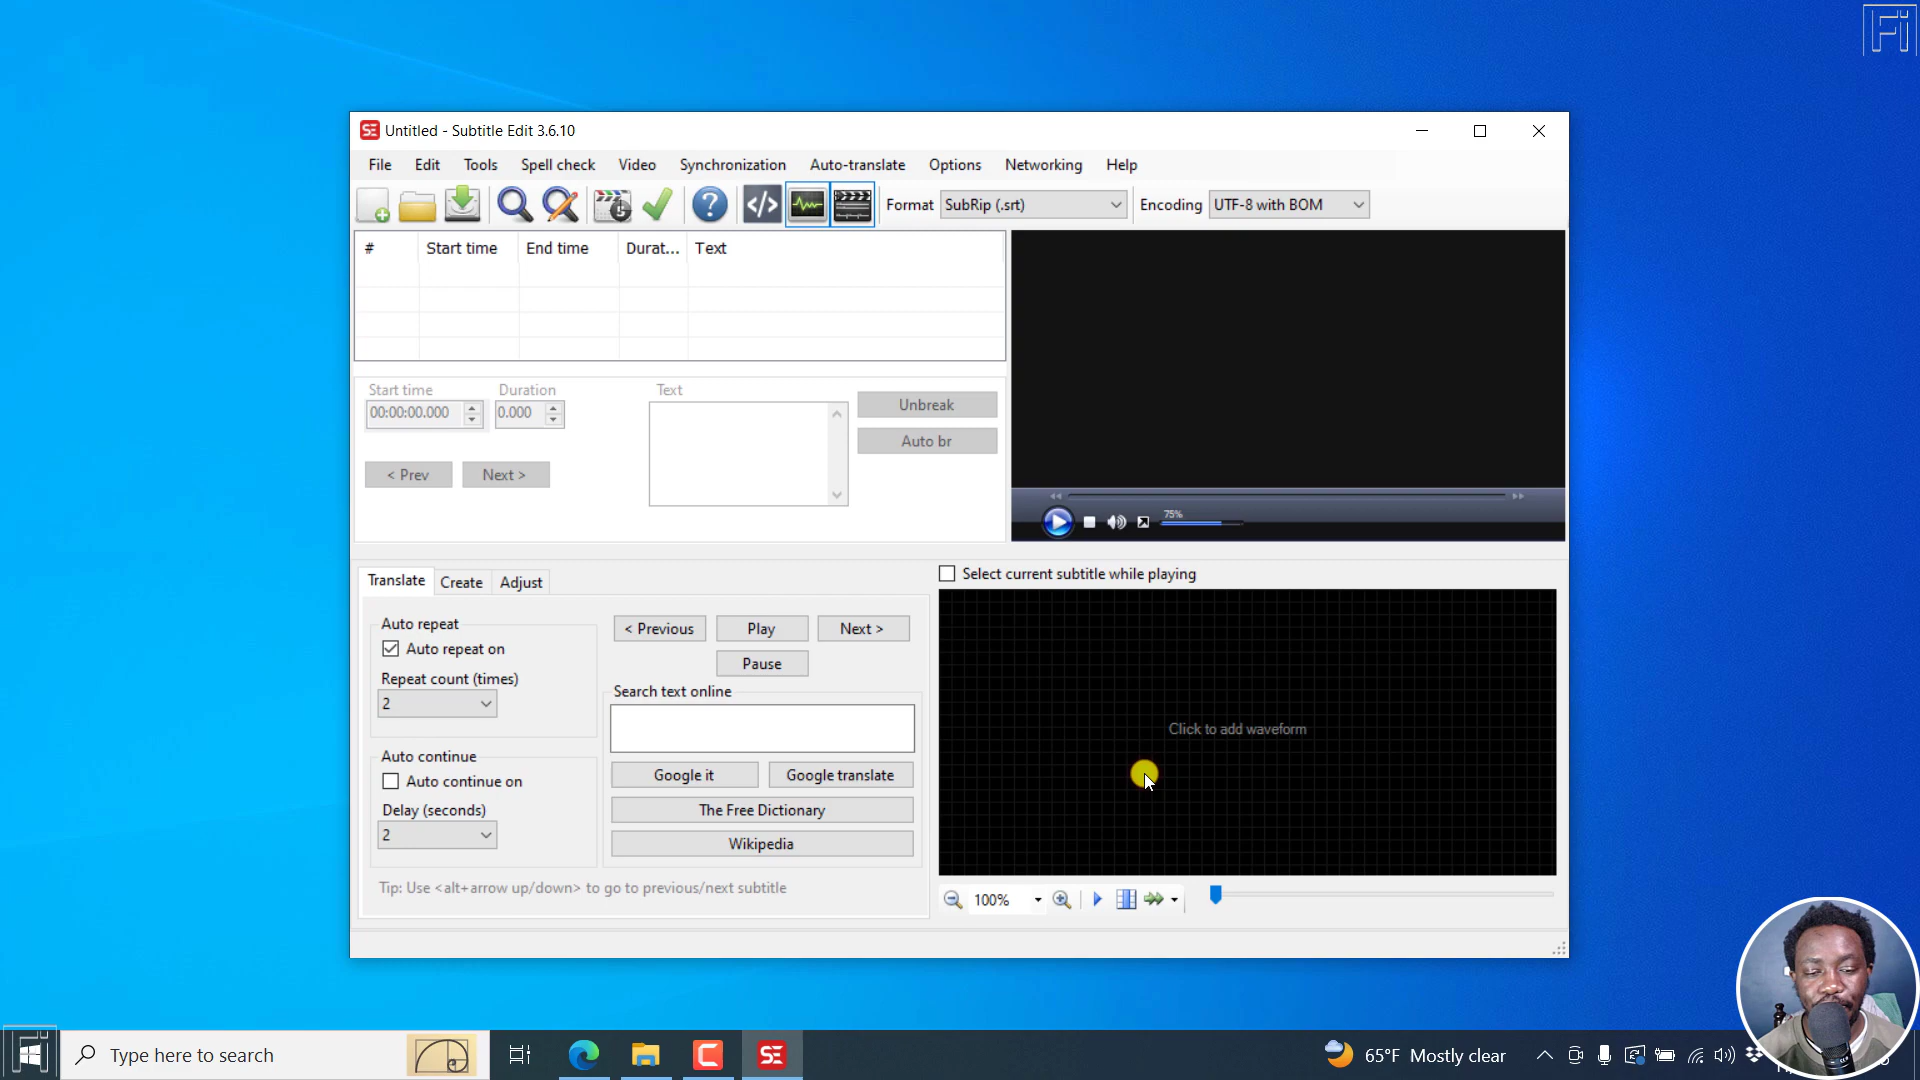 Fi
SE Untitled - Subtitle Edit 3.6.10
File Edit Tools Spell check Video Synchronization Auto-translate Options Networking Help
Format SubRip (.srt) Encoding UTF-8 with BOM
# Start time End time Durat... Text
Start time Duration Text
00:00:00.000 0.000
Unbreak
Auto br
< Prev Next >
75%
Translate Create Adjust
Select current subtitle while playing
Auto repeat
Auto repeat on
Repeat count (times)
2
< Previous Play Next >
Pause
Search text online
Auto continue
Auto continue on
Delay (seconds)
2
Google it Google translate
The Free Dictionary
Wikipedia
Click to add waveform
Tip: Use <alt+arrow up/down> to go to previous/next subtitle
100%
Type here to search
C
SE
65°F Mostly clear